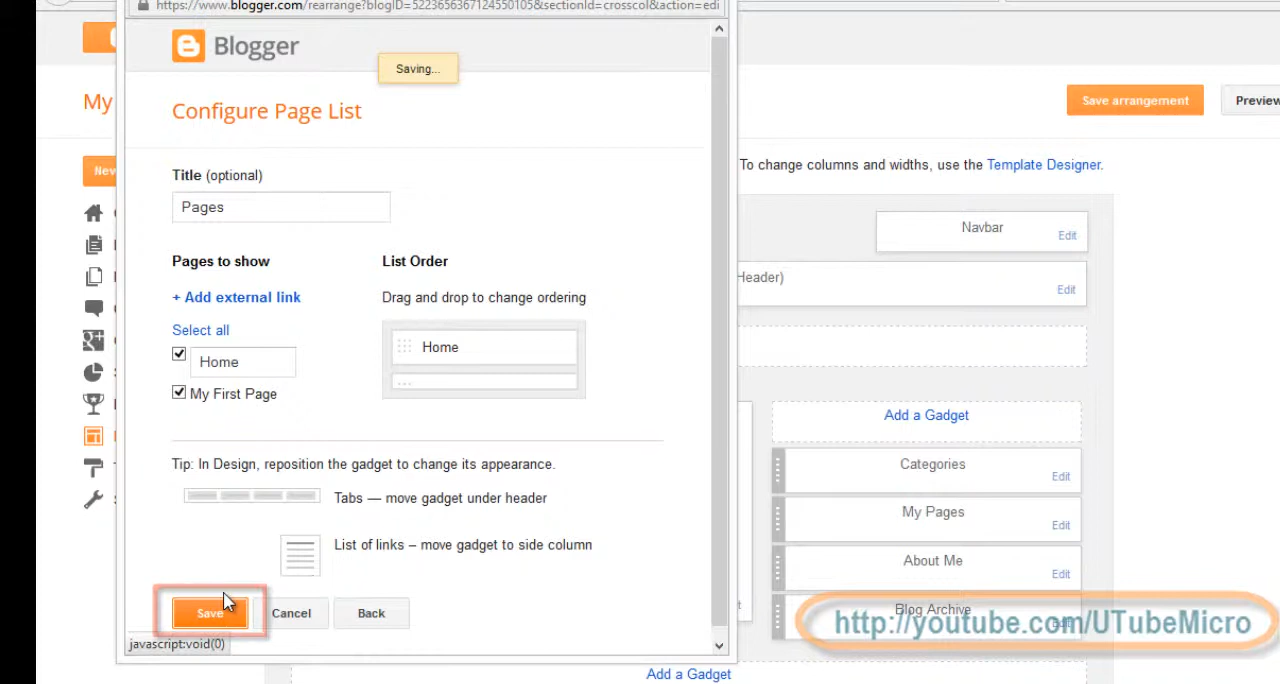 https://www.blogger.com/rearrange?blogID=5223656367124550105&sectionId=crosscol&action=edi
Blogger
Saving...
Configure Page List
My
Save arrangement
Preview
To change columns and widths, use the Template Designer.
New
Title (optional)
Pages
Navbar
Edit
Pages to show
List Order
Header)
Edit
+ Add external link
Drag and drop to change ordering
Select all
Home
Home
...
My First Page
Add a Gadget
Tip: In Design, reposition the gadget to change its appearance.
Categories
Edit
Tabs — move gadget under header
My Pages
Edit
List of links – move gadget to side column
About Me
Edit
Save
Cancel
Back
Blog Archive
http://youtube.com/UTubeMicro
javascript:void(0)
Add a Gadget